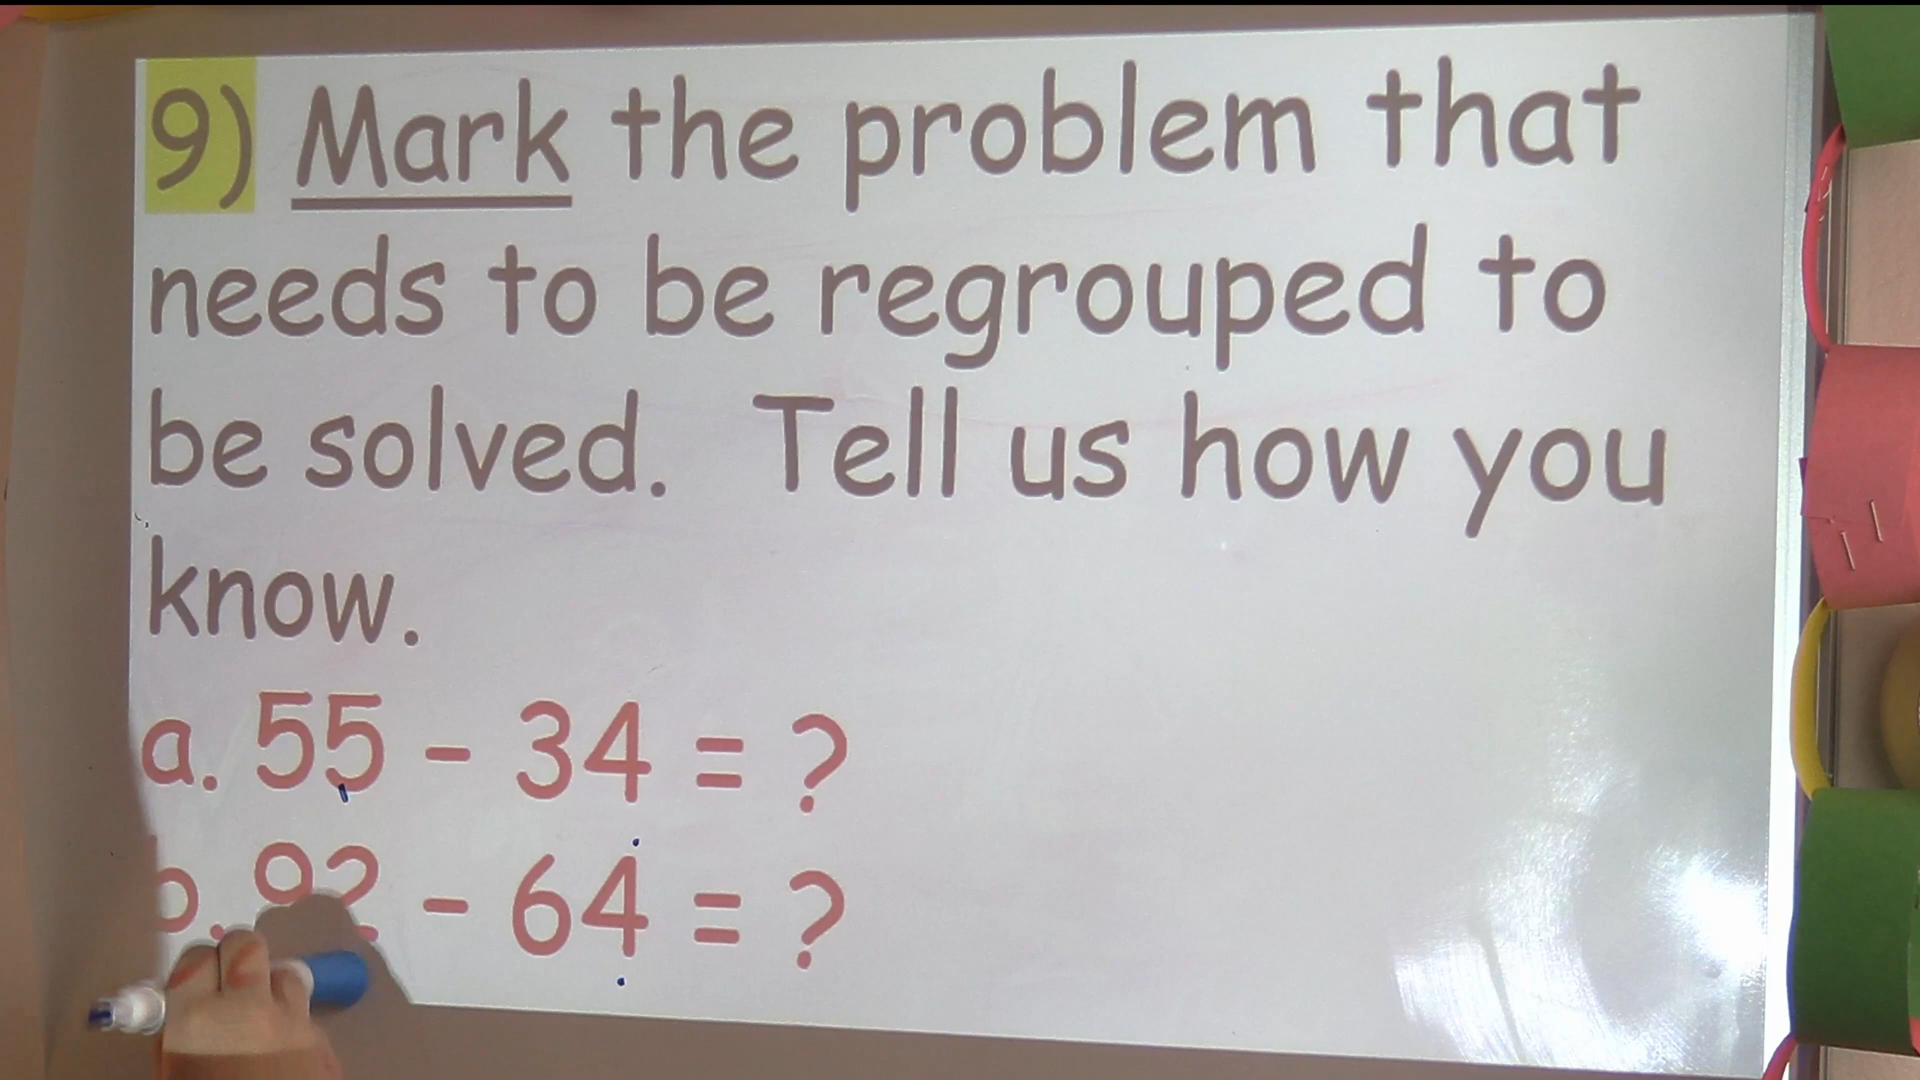 9) Mark the problem that
needs to be regrouped to
be solved. Tell us how you
know.
a. 55 - 34 = ?
b. 92 - 64 = ?